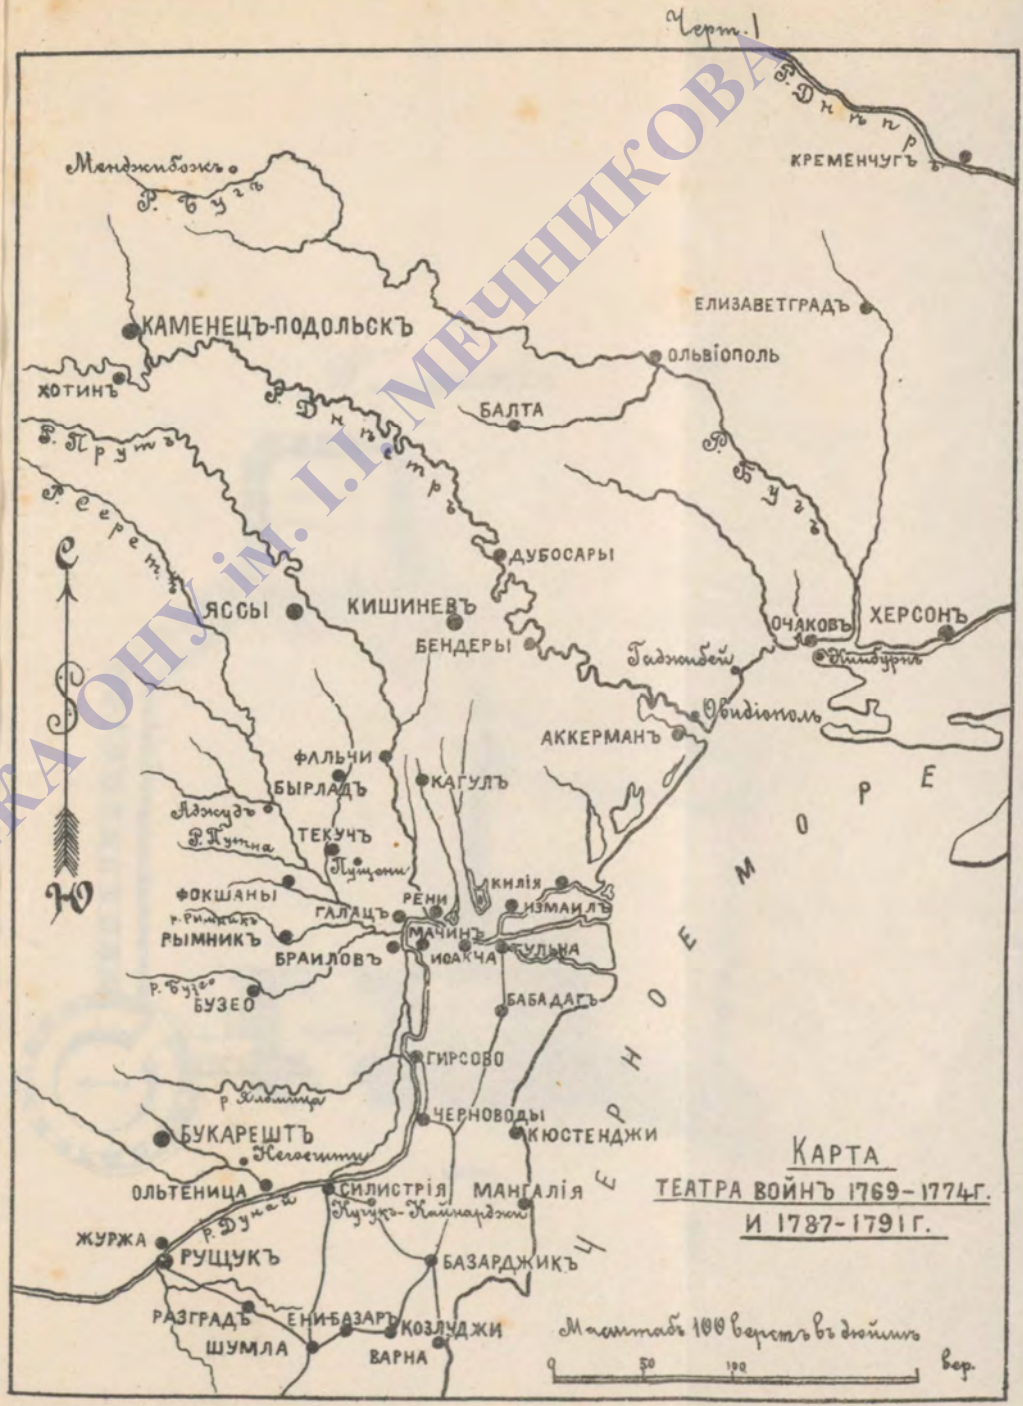 Черт. 1
Р. Днѣпръ
КРЕМЕНЧУГЪ
Менджибожъ
Р. Бугъ
ЕЛИЗАВЕТГРАДЪ
КАМЕНЕЦЪ-ПОДОЛЬСКЪ
ОЛЬВІОПОЛЬ
ХОТИНЪ
Р. Днѣстръ
БАЛТА
Р. Прутъ
Р. Бугъ
Р. Серетъ
С
ДУБОСАРЫ
ЯССЫ
КИШИНЕВЪ
ОЧАКОВЪ
ХЕРСОНЪ
БЕНДЕРЫ
Гаджибей
Кинбурнъ
Овидіополь
АККЕРМАНЪ
ФАЛЬЧИ
БЫРЛАДЪ
КАГУЛЪ
Аджудъ
ТЕКУЧЪ
Р. Путна
Пуцени
Ю
ФОКШАНЫ
КИЛІЯ
РЕНИ
ИЗМАИЛЪ
р. Рымникъ
ГАЛАЦЪ
РЫМНИКЪ
МАЧИНЪ
БРАИЛОВЪ
ИСАКЧА
ТУЛЬЧА
р. Бузео
БУЗЕО
БАБАДАГЪ
ЧЕРНОЕ МОРЕ
ГИРСОВО
р. Яломица
ЧЕРНОВОДЫ
БУКАРЕШТЪ
КЮСТЕНДЖИ
Негоешти
ОЛЬТЕНИЦА
СИЛИСТРІЯ
МАНГАЛІЯ
Кучукъ-Кайнарджи
р. Дунай
ЖУРЖА
РУЩУКЪ
БАЗАРДЖИКЪ
РАЗГРАДЪ
ЕНИ-БАЗАРЪ
КОЗЛУДЖИ
ШУМЛА
ВАРНА
КАРТА
ТЕАТРА ВОЙНЪ 1769-1774г.
И 1787-1791г.
Масштабъ 100 верстъ въ дюймѣ
0 50 100 вер.
КА ОНУ ім. І.І. МЕЧНИКОВА